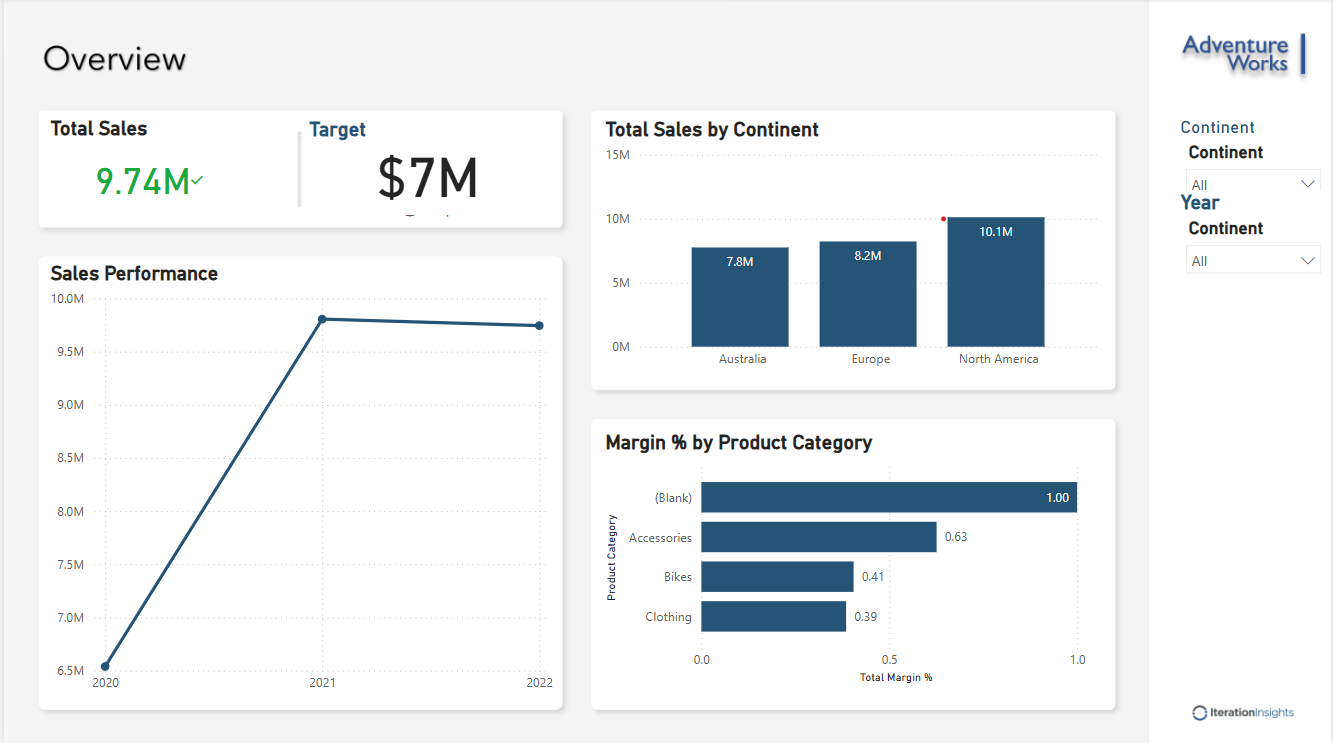 Overview
Adventure
Works
Total Sales
9.74M
Target
$7M
Sales Performance
10.0M
9.5M
9.0M
8.5M
8.0M
7.5M
7.0M
6.5M
2020 2021 2022
Total Sales by Continent
15M
10M
5M
0M
7.8M 8.2M 10.1M
Australia Europe North America
Margin % by Product Category
Product Category
(Blank) 1.00
Accessories 0.63
Bikes 0.41
Clothing 0.39
0.0 0.5 1.0
Total Margin %
Continent
Continent
All
Year
Continent
All
IterationInsights